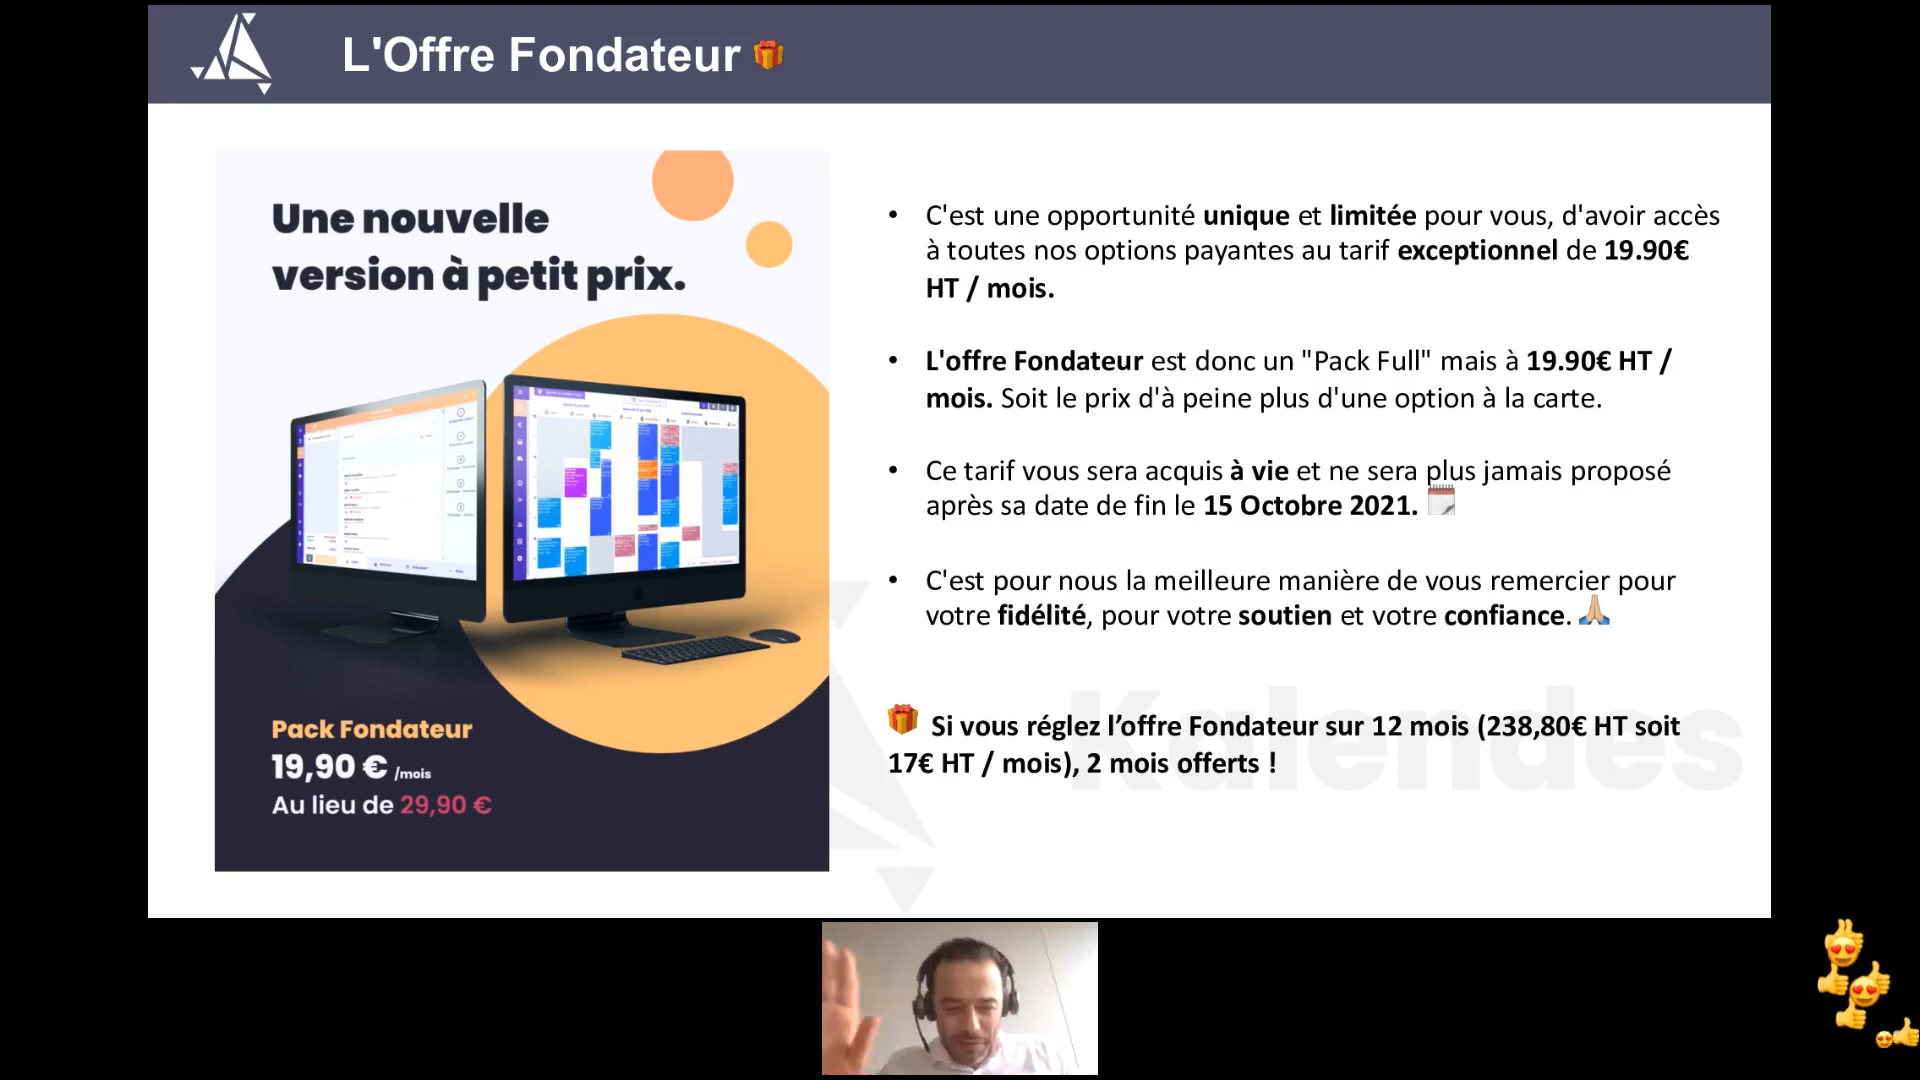 L'Offre Fondateur
Une nouvelle
version à petit prix.
Pack Fondateur
19,90 € /mois
Au lieu de 29,90 €
• C'est une opportunité unique et limitée pour vous, d'avoir accès
à toutes nos options payantes au tarif exceptionnel de 19.90€
HT / mois.
• L'offre Fondateur est donc un "Pack Full" mais à 19.90€ HT /
mois. Soit le prix d'à peine plus d'une option à la carte.
• Ce tarif vous sera acquis à vie et ne sera plus jamais proposé
après sa date de fin le 15 Octobre 2021.
• C'est pour nous la meilleure manière de vous remercier pour
votre fidélité, pour votre soutien et votre confiance.
Si vous réglez l’offre Fondateur sur 12 mois (238,80€ HT soit
17€ HT / mois), 2 mois offerts !
Kalendes